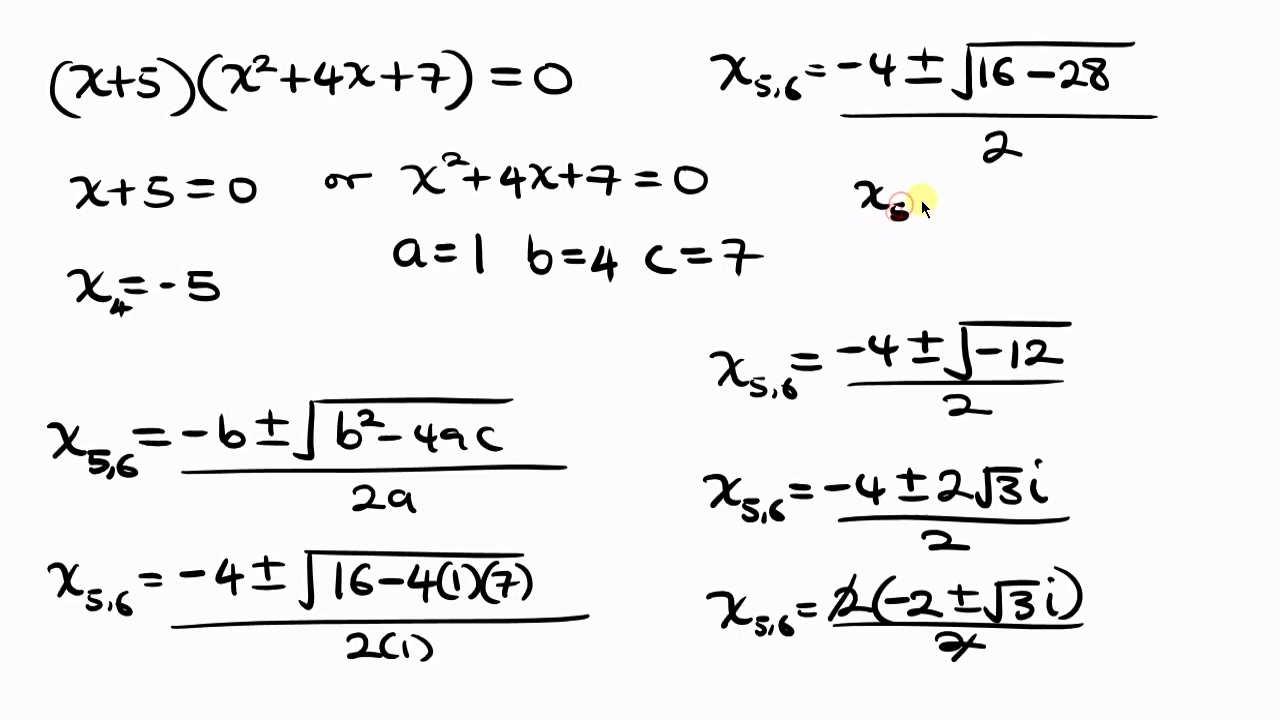 (x+5)(x²+4x+7)=0
x+5=0 or x²+4x+7=0
a=1 b=4 c=7
x₄=-5
x₅,₆=-b±√(b²-4ac)
2a
x₅,₆=-4±√(16-4(1)(7))
2(1)
x₅,₆=-4±√(16-28)
2
x₅
x₅,₆=-4±√(-12)
2
x₅,₆=-4±2√3i
2
x₅,₆=2(-2±√3i)
2